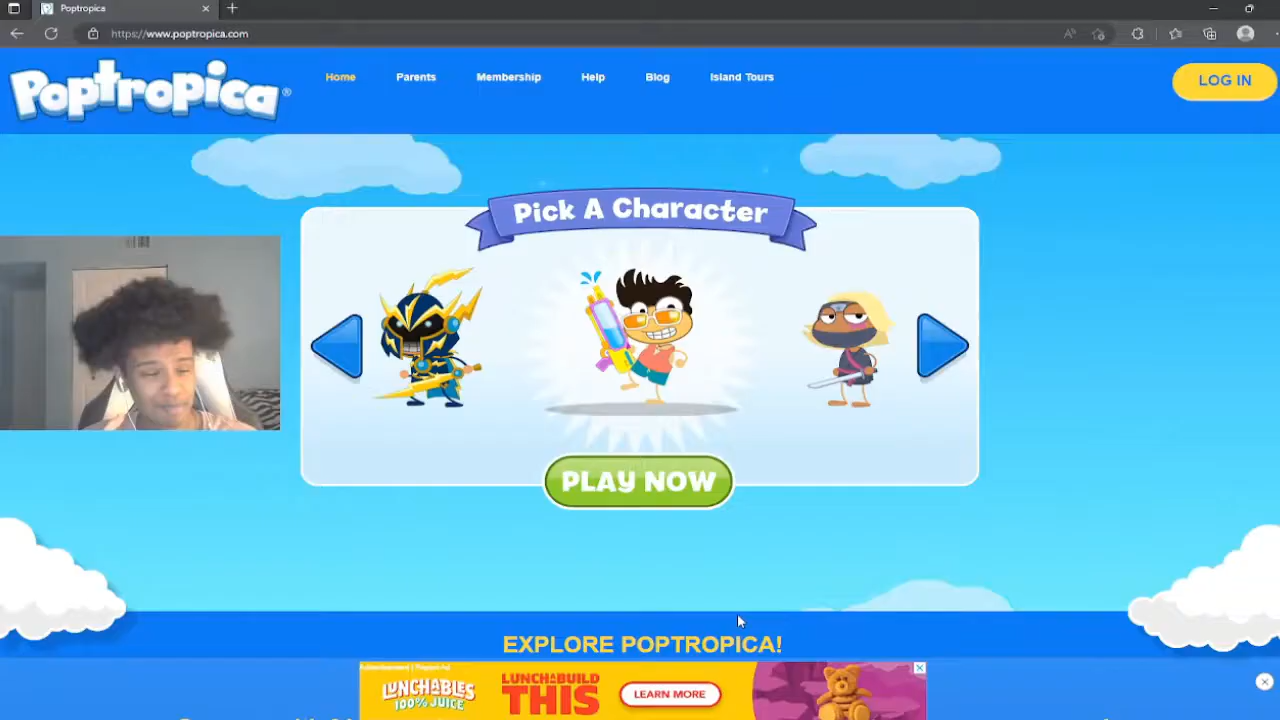 Poptropica
https://www.poptropica.com
Poptropica®
Home
Parents
Membership
Help
Blog
Island Tours
LOG IN
Pick A Character
PLAY NOW
EXPLORE POPTROPICA!
LUNCHABLES
100% JUICE
LUNCHABUILD
THIS
LEARN MORE